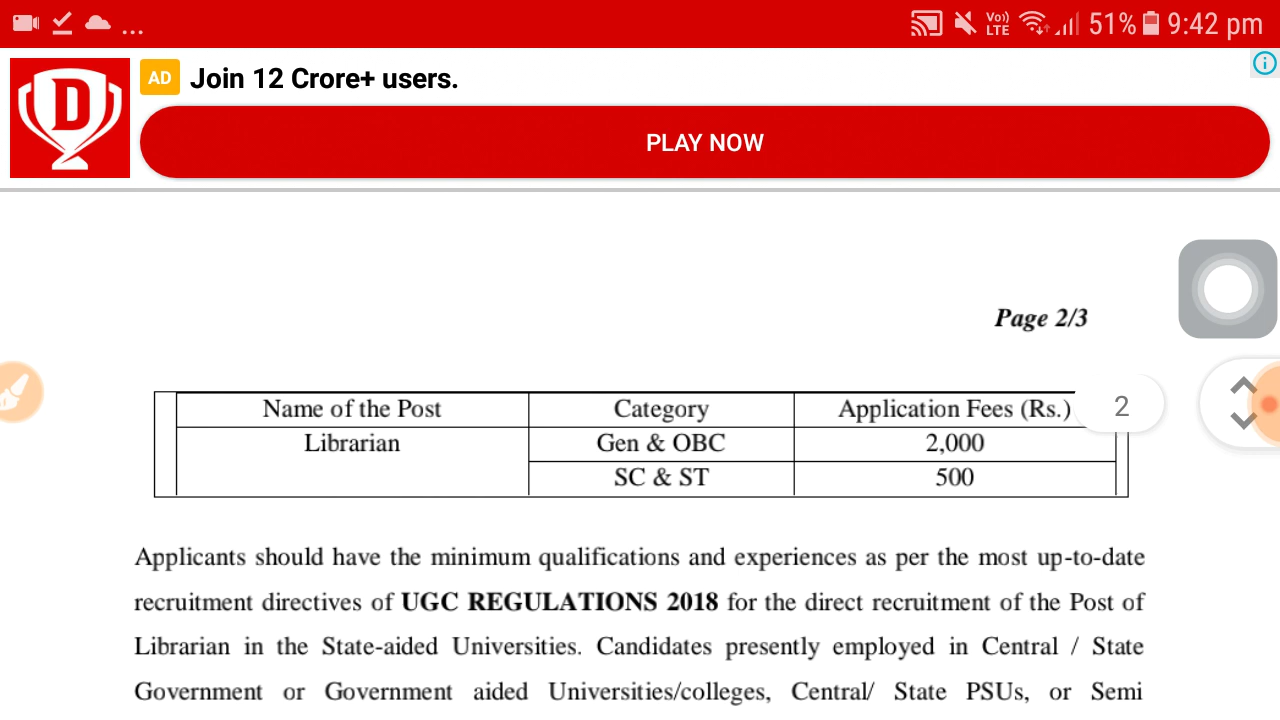 ... Vo)) LTE 51% 9:42 pm
D
AD Join 12 Crore+ users.
PLAY NOW
Page 2/3
Name of the Post Category Application Fees (Rs.) 2
Librarian Gen & OBC 2,000
SC & ST 500
Applicants should have the minimum qualifications and experiences as per the most up-to-date
recruitment directives of UGC REGULATIONS 2018 for the direct recruitment of the Post of
Librarian in the State-aided Universities. Candidates presently employed in Central / State
Government or Government aided Universities/colleges, Central/ State PSUs, or Semi